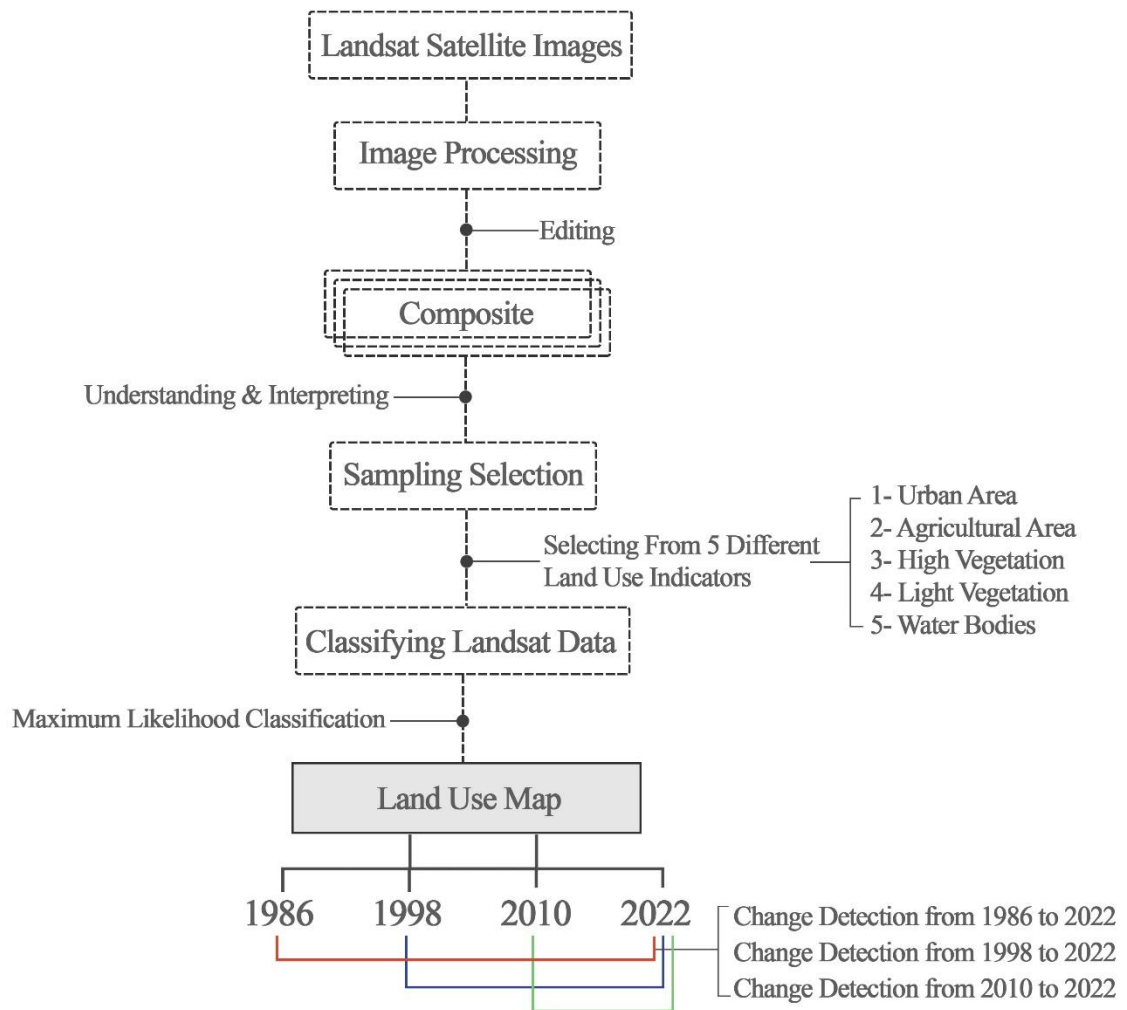 Landsat Satellite Images
Image Processing
Editing
Composite
Understanding & Interpreting
Sampling Selection
Selecting From 5 Different
Land Use Indicators
1- Urban Area
2- Agricultural Area
3- High Vegetation
4- Light Vegetation
5- Water Bodies
Classifying Landsat Data
Maximum Likelihood Classification
Land Use Map
1986 1998 2010 2022
Change Detection from 1986 to 2022
Change Detection from 1998 to 2022
Change Detection from 2010 to 2022